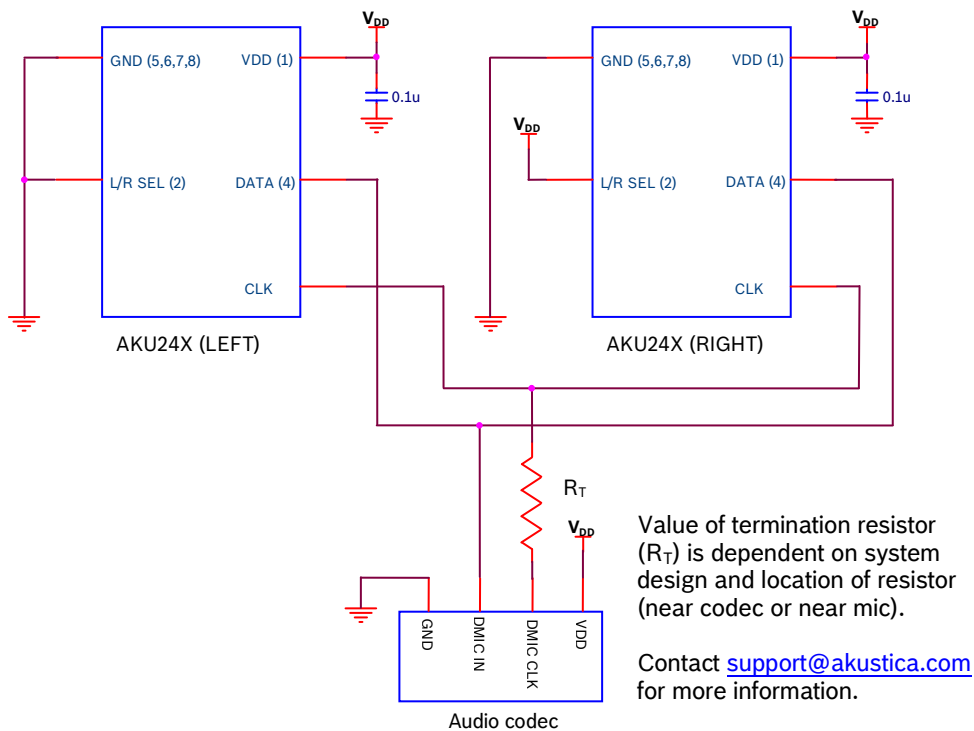 VDD
VDD
GND (5,6,7,8)
VDD (1)
GND (5,6,7,8)
VDD (1)
0.1u
0.1u
VDD
L/R SEL (2)
DATA (4)
L/R SEL (2)
DATA (4)
CLK
CLK
AKU24X (LEFT)
AKU24X (RIGHT)
RT
VDD
Value of termination resistor
(RT) is dependent on system
design and location of resistor
(near codec or near mic).
GND
DMIC IN
DMIC CLK
VDD
Contact support@akustica.com
for more information.
Audio codec